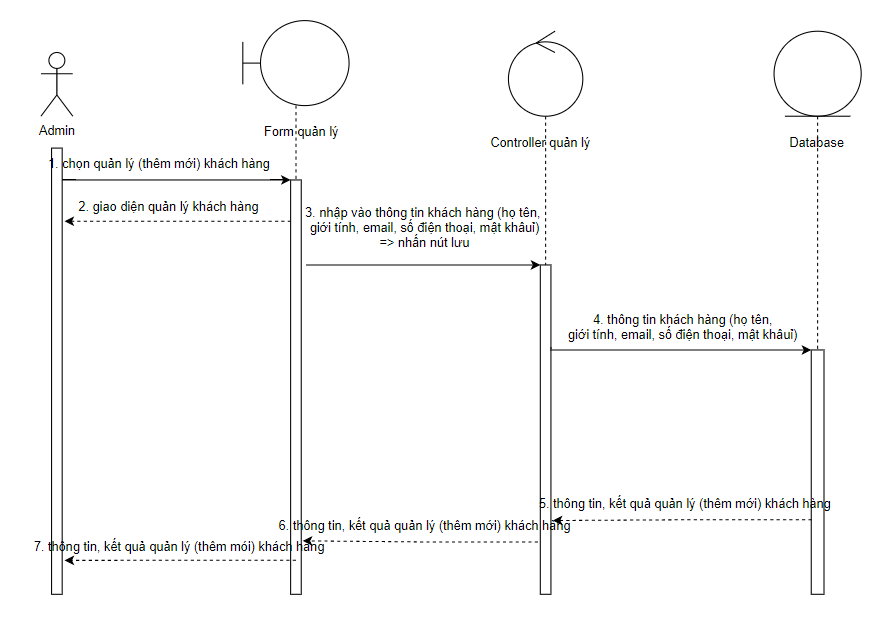 Admin
Form quản lý
Controller quản lý
Database
1. chọn quản lý (thêm mới) khách hàng
2. giao diện quản lý khách hàng
3. nhập vào thông tin khách hàng (họ tên,
giới tính, email, số điện thoại, mật khâuỉ)
=> nhấn nút lưu
4. thông tin khách hàng (họ tên,
giới tính, email, số điện thoại, mật khâuỉ)
5. thông tin, kết quả quản lý (thêm mới) khách hàng
6. thông tin, kết quả quản lý (thêm mới) khách hàng
7. thông tin, kết quả quản lý (thêm mói) khách hàng